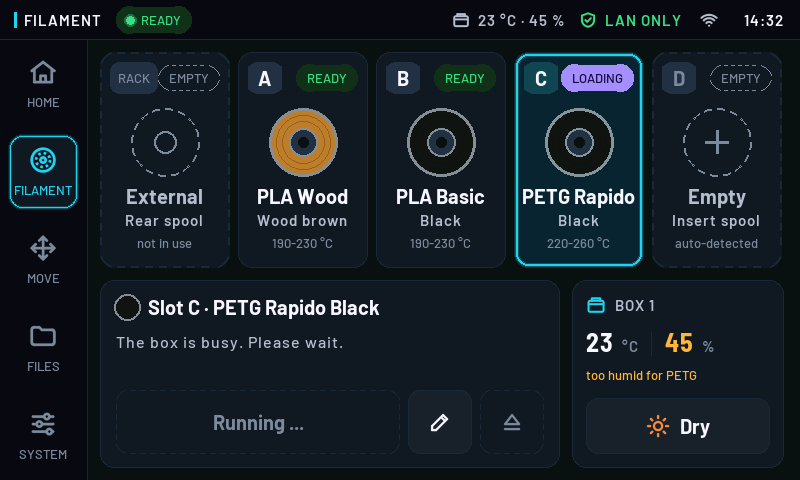 FILAMENT
READY
23 °C · 45 %
LAN ONLY
14:32
HOME
FILAMENT
MOVE
FILES
SYSTEM
RACK
EMPTY
External
Rear spool
not in use
A
READY
PLA Wood
Wood brown
190-230 °C
B
READY
PLA Basic
Black
190-230 °C
C
LOADING
PETG Rapido
Black
220-260 °C
D
EMPTY
Empty
Insert spool
auto-detected
Slot C · PETG Rapido Black
The box is busy. Please wait.
Running ...
BOX 1
23 °C
45 %
too humid for PETG
Dry